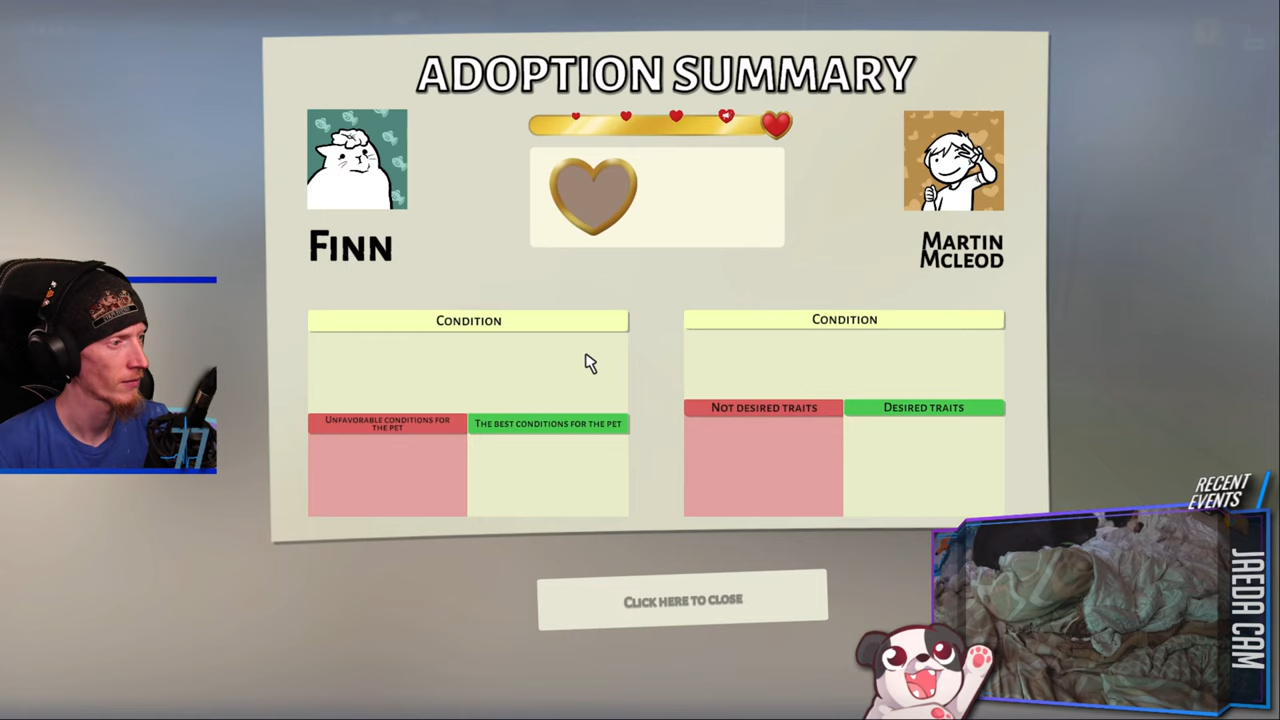 ADOPTION SUMMARY
FINN
MARTIN
MCLEOD
CONDITION
CONDITION
UNFAVORABLE CONDITIONS FOR
THE PET
THE BEST CONDITIONS FOR THE PET
NOT DESIRED TRAITS
DESIRED TRAITS
CLICK HERE TO CLOSE
RECENT
EVENTS
JAEDA CAM
77